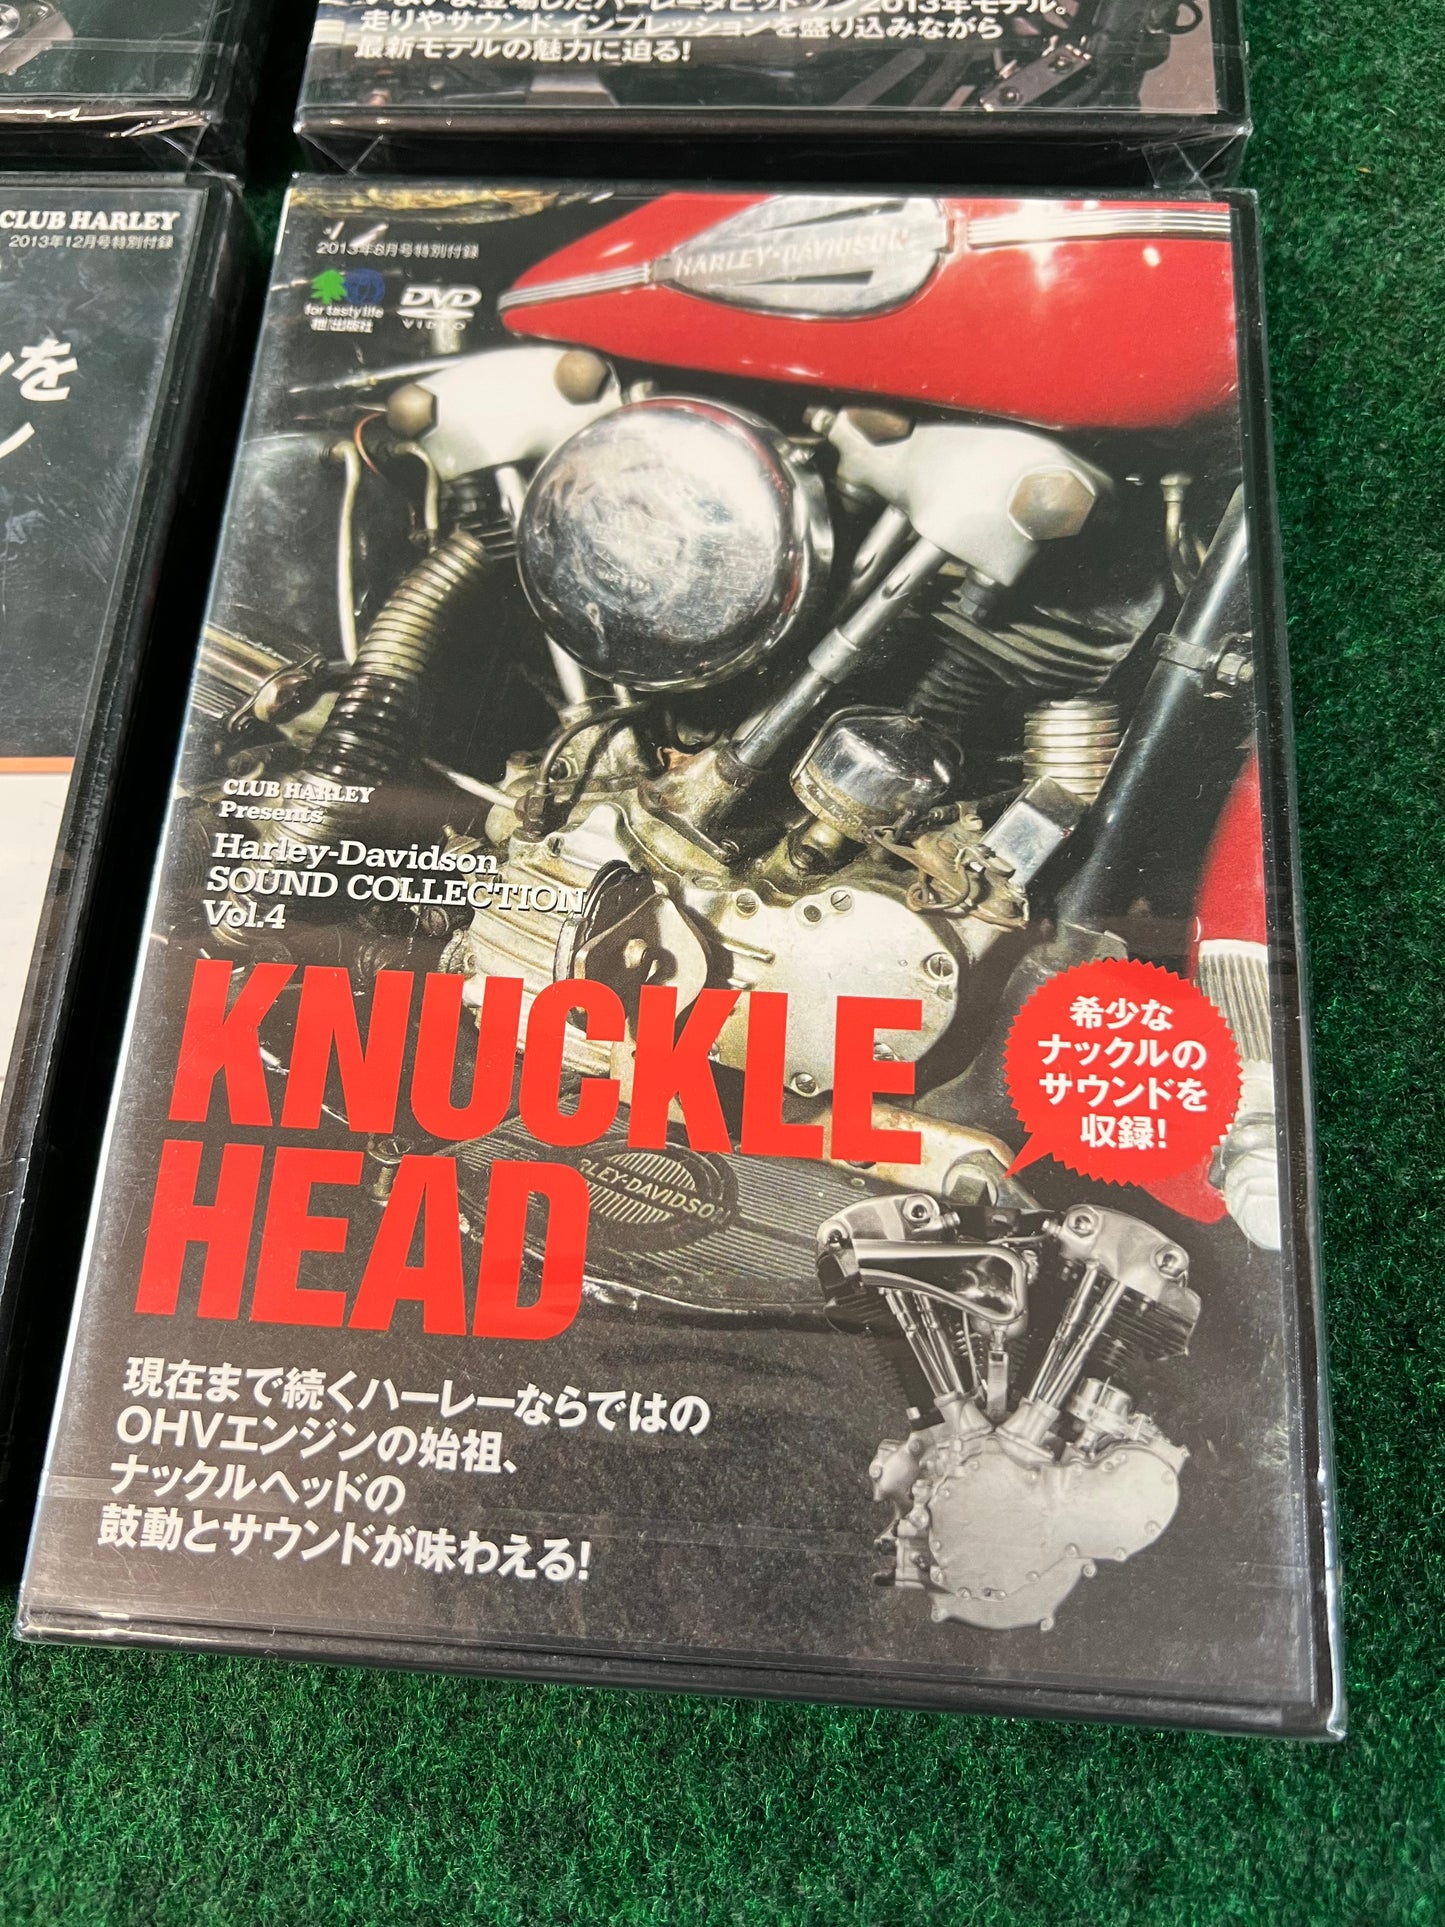 走りやサウンド、インプレッションを盛り込みながら
最新モデルの魅力に迫る!
CLUB HARLEY
2013年12月号特別付録
を
2013年8月号特別付録
HARLEY-DAVIDSON
for tasty life
枻出版社
DVD
VIDEO
CLUB HARLEY
Presents
Harley-Davidson
SOUND COLLECTION
Vol.4
KNUCKLE
HEAD
希少な
ナックルの
サウンドを
収録!
RLEY-DAVIDSON
現在まで続くハーレーならではの
OHVエンジンの始祖、
ナックルヘッドの
鼓動とサウンドが味わえる!